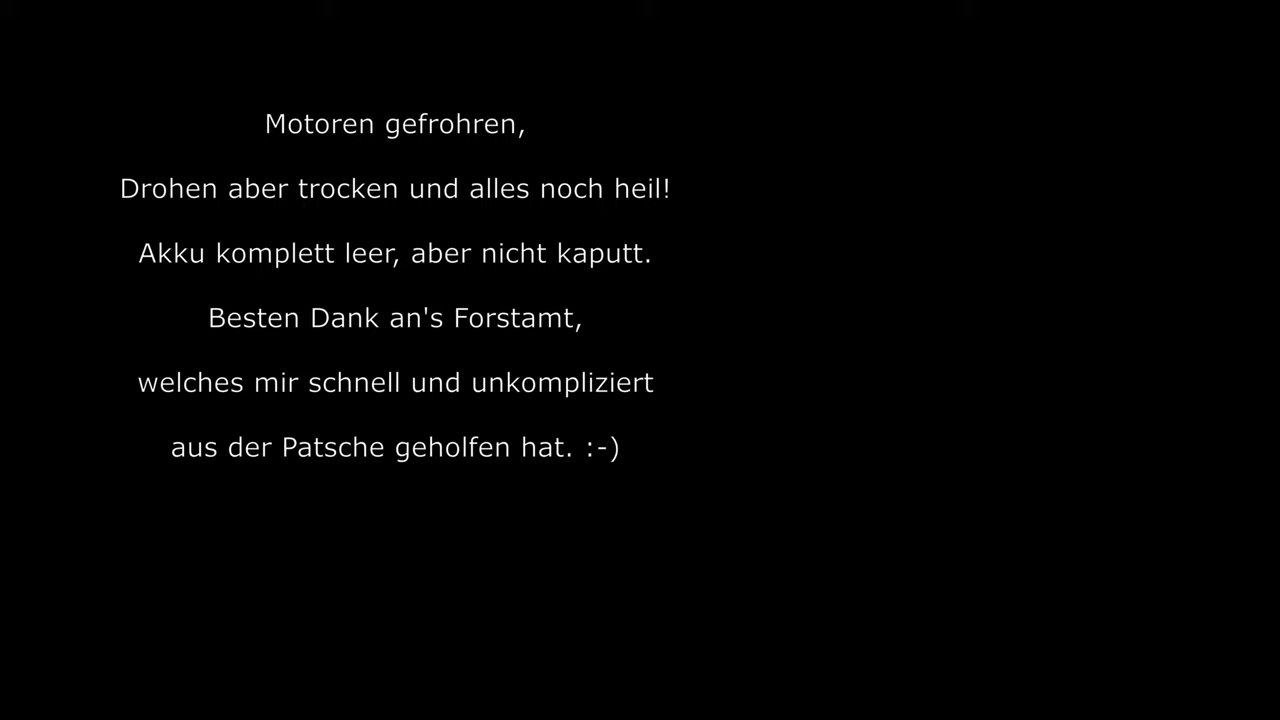 Motoren gefrohren,
Drohen aber trocken und alles noch heil!
Akku komplett leer, aber nicht kaputt.
Besten Dank an's Forstamt,
welches mir schnell und unkompliziert
aus der Patsche geholfen hat. :-)